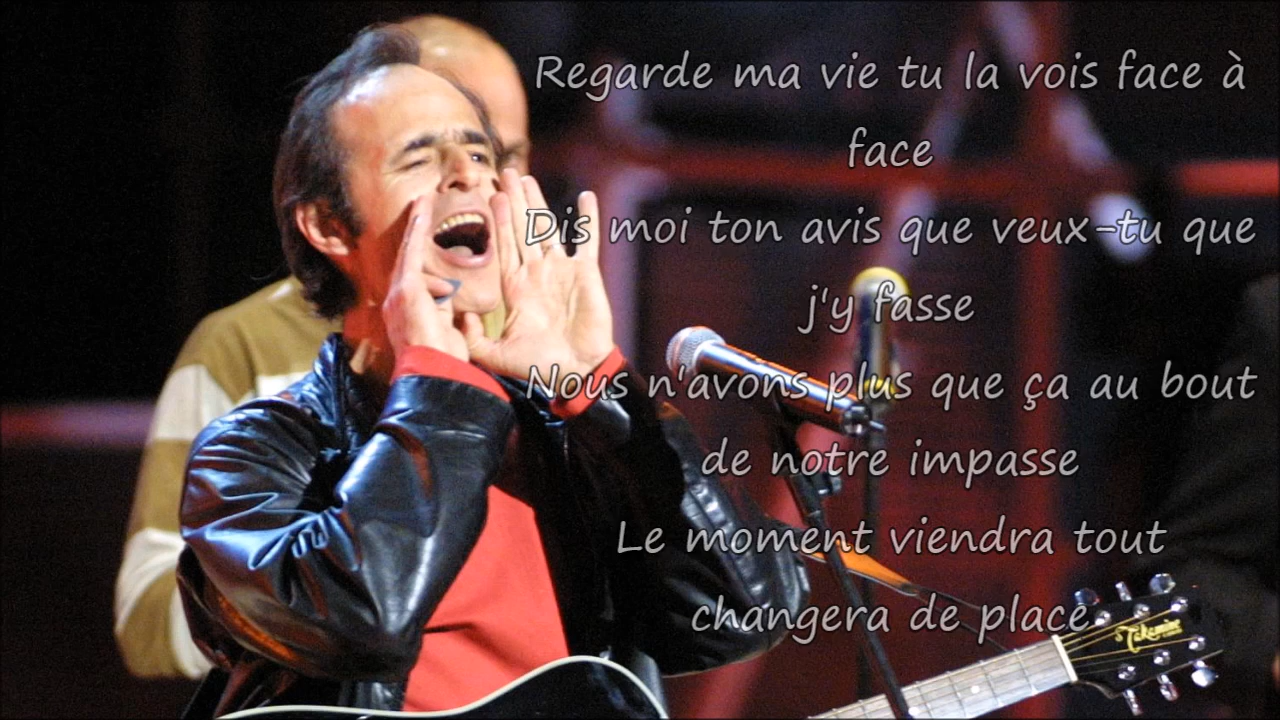 Regarde ma vie tu la vois face à
face
Dis moi ton avis que veux-tu que
j'y fasse
Nous n'avons plus que ça au bout
de notre impasse
Le moment viendra tout
changera de place
Takamine